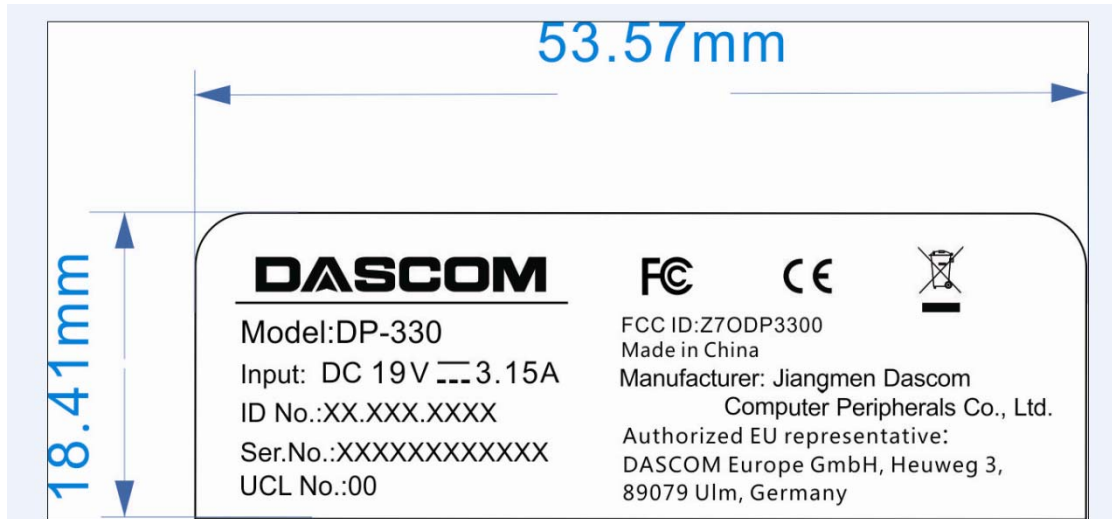 53.57mm
18.41mm
DASCOM
Model:DP-330
Input: DC 19V 3.15A
ID No.:XX.XXX.XXXX
Ser.No.:XXXXXXXXXXXX
UCL No.:00
FC CE
FCC ID:Z7ODP3300
Made in China
Manufacturer: Jiangmen Dascom
Computer Peripherals Co., Ltd.
Authorized EU representative:
DASCOM Europe GmbH, Heuweg 3,
89079 Ulm, Germany